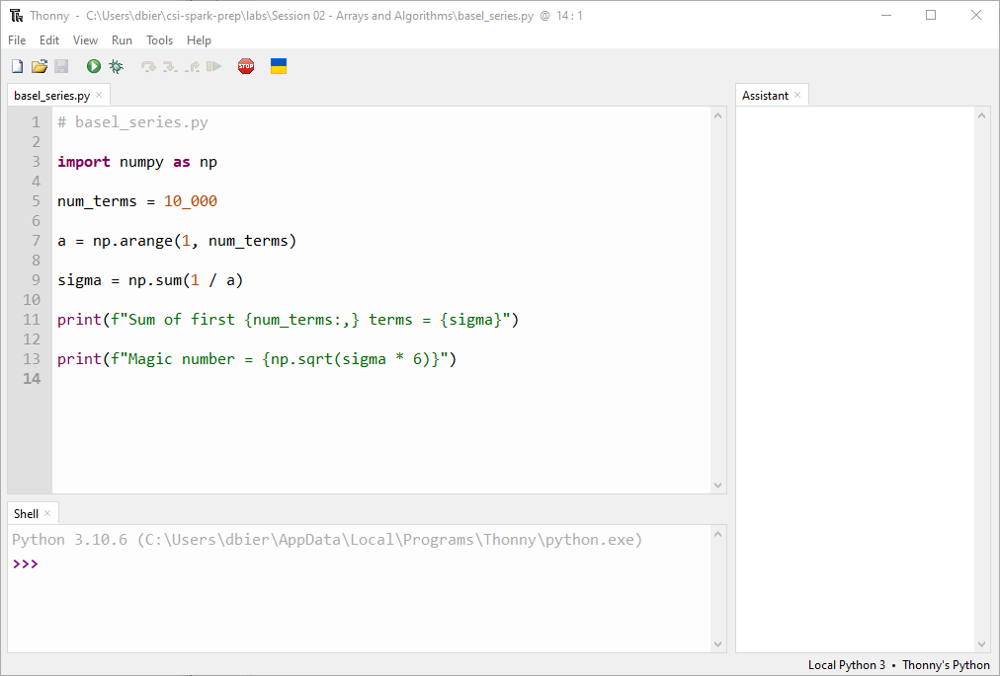 Thonny - C:\Users\dbier\csi-spark-prep\labs\Session 02 - Arrays and Algorithms\basel_series.py @ 14 : 1
File Edit View Run Tools Help
STOP
basel_series.py ×
Assistant ×
1 # basel_series.py
2
3 import numpy as np
4
5 num_terms = 10_000
6
7 a = np.arange(1, num_terms)
8
9 sigma = np.sum(1 / a)
10
11 print(f"Sum of first {num_terms:,} terms = {sigma}")
12
13 print(f"Magic number = {np.sqrt(sigma * 6)}")
14
Shell ×
Python 3.10.6 (C:\Users\dbier\AppData\Local\Programs\Thonny\python.exe)
>>>
Local Python 3 • Thonny's Python